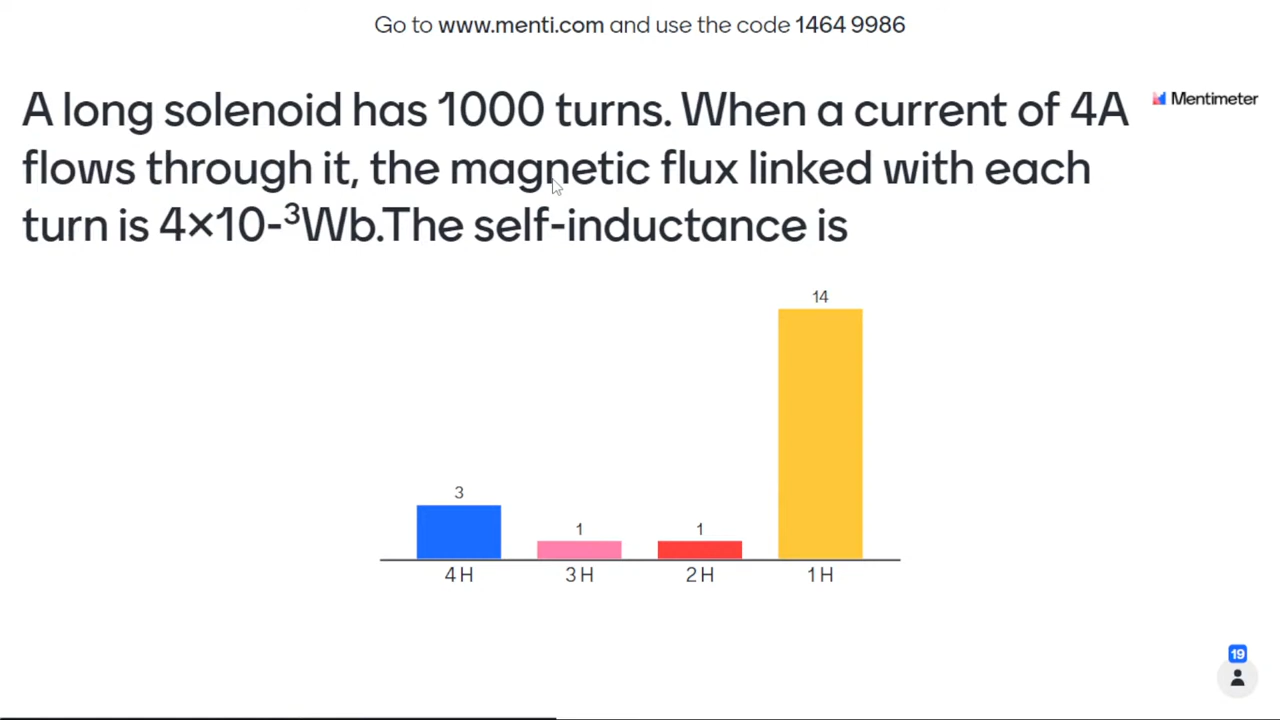 Go to www.menti.com and use the code 1464 9986
A long solenoid has 1000 turns. When a current of 4A
Mentimeter
flows through it, the magnetic flux linked with each
turn is 4×10-³Wb.The self-inductance is
14
3
1
1
4 H
3 H
2 H
1 H
19